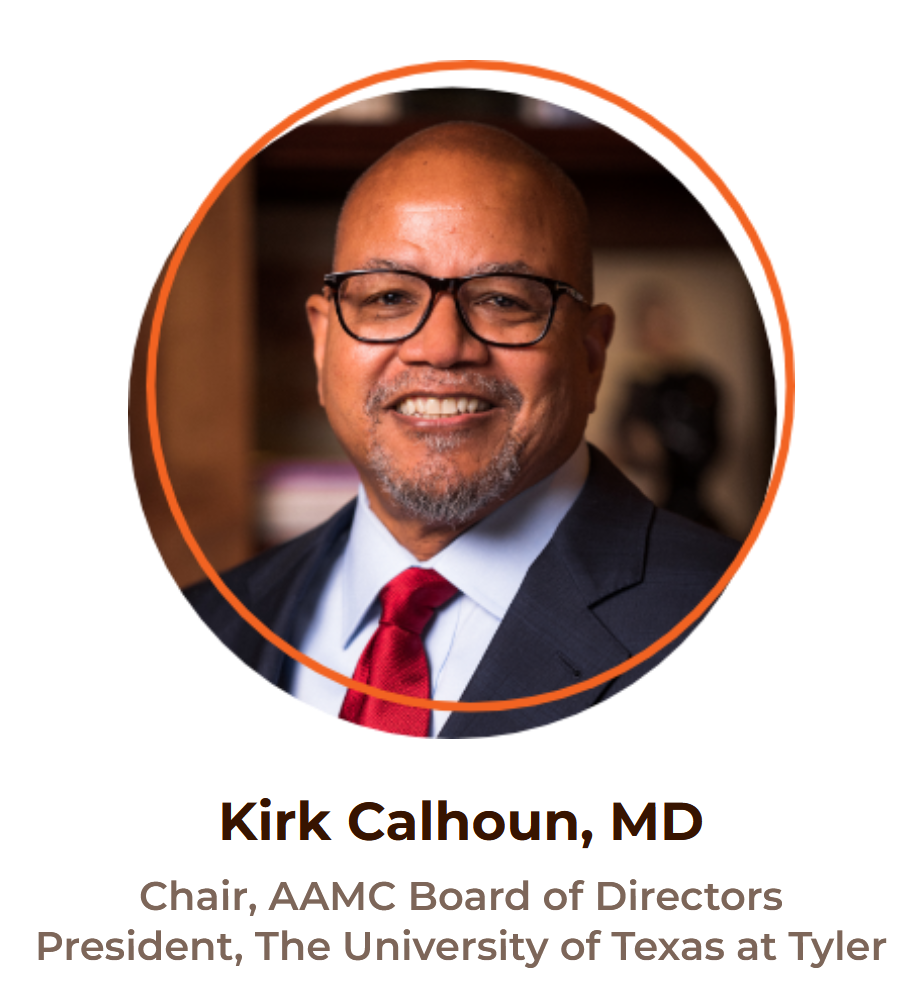 Kirk Calhoun, MD
Chair, AAMC Board of Directors
President, The University of Texas at Tyler